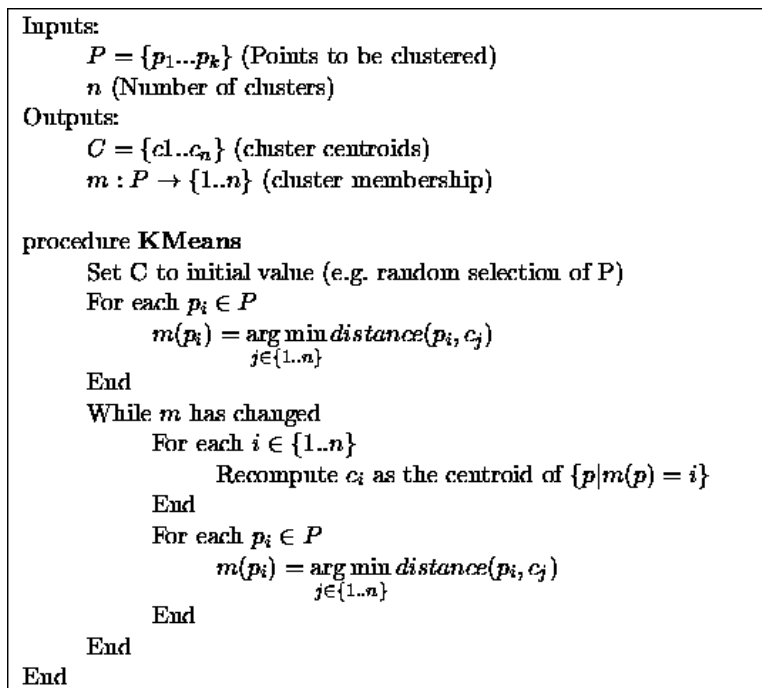 Inputs:
P = {p₁...pₖ} (Points to be clustered)
n (Number of clusters)
Outputs:
C = {c1..cₙ} (cluster centroids)
m : P → {1..n} (cluster membership)
procedure KMeans
Set C to initial value (e.g. random selection of P)
For each pᵢ ∈ P
m(pᵢ) = arg min distance(pᵢ, cⱼ)
j∈{1..n}
End
While m has changed
For each i ∈ {1..n}
Recompute cᵢ as the centroid of {p|m(p) = i}
End
For each pᵢ ∈ P
m(pᵢ) = arg min distance(pᵢ, cⱼ)
j∈{1..n}
End
End
End